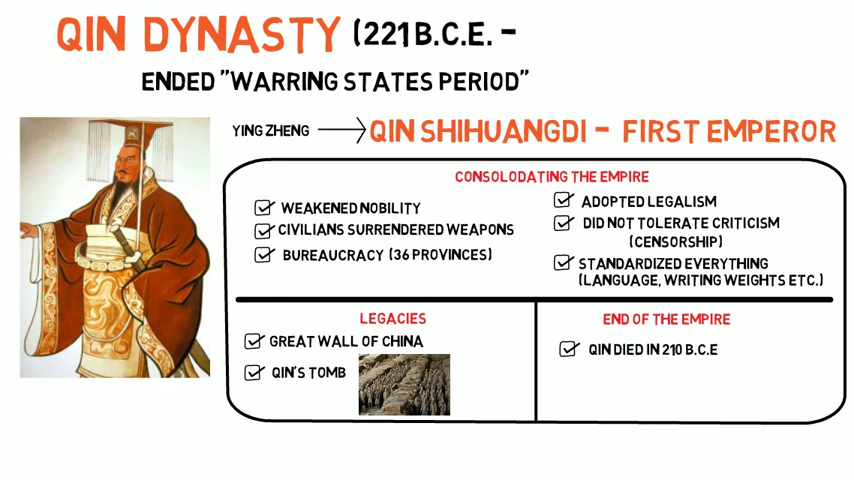 QIN DYNASTY (221 B.C.E. –
ENDED "WARRING STATES PERIOD"
YING ZHENG → QIN SHIHUANGDI – FIRST EMPEROR
CONSOLODATING THE EMPIRE
WEAKENED NOBILITY
CIVILIANS SURRENDERED WEAPONS
BUREAUCRACY (36 PROVINCES)
ADOPTED LEGALISM
DID NOT TOLERATE CRITICISM
(CENSORSHIP)
STANDARDIZED EVERYTHING
(LANGUAGE, WRITING WEIGHTS ETC.)
LEGACIES
GREAT WALL OF CHINA
QIN'S TOMB
END OF THE EMPIRE
QIN DIED IN 210 B.C.E